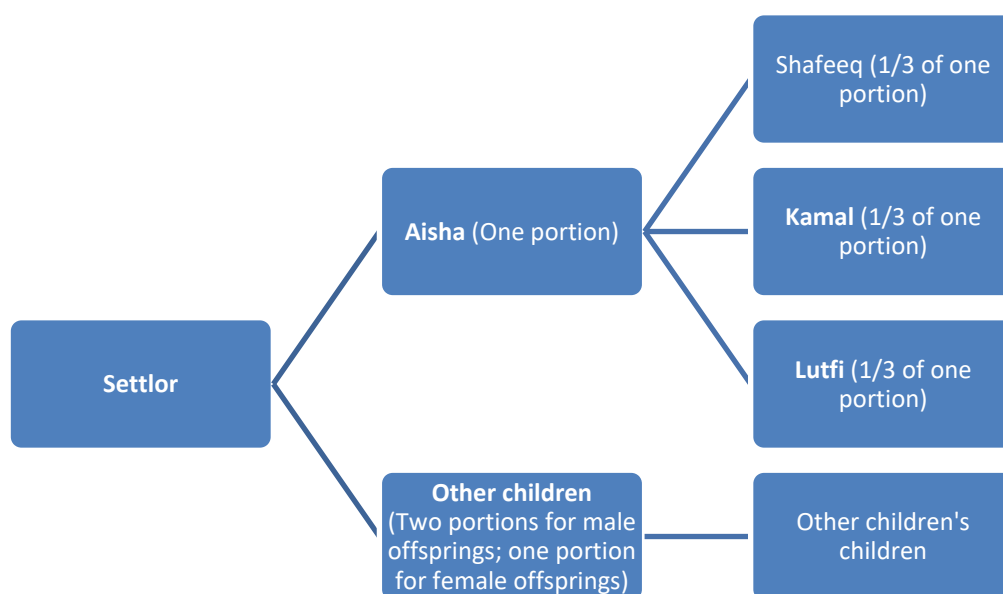 Settlor
Aisha (One portion)
Other children
(Two portions for male
offsprings; one portion
for female offsprings)
Shafeeq (1/3 of one
portion)
Kamal (1/3 of one
portion)
Lutfi (1/3 of one
portion)
Other children's
children